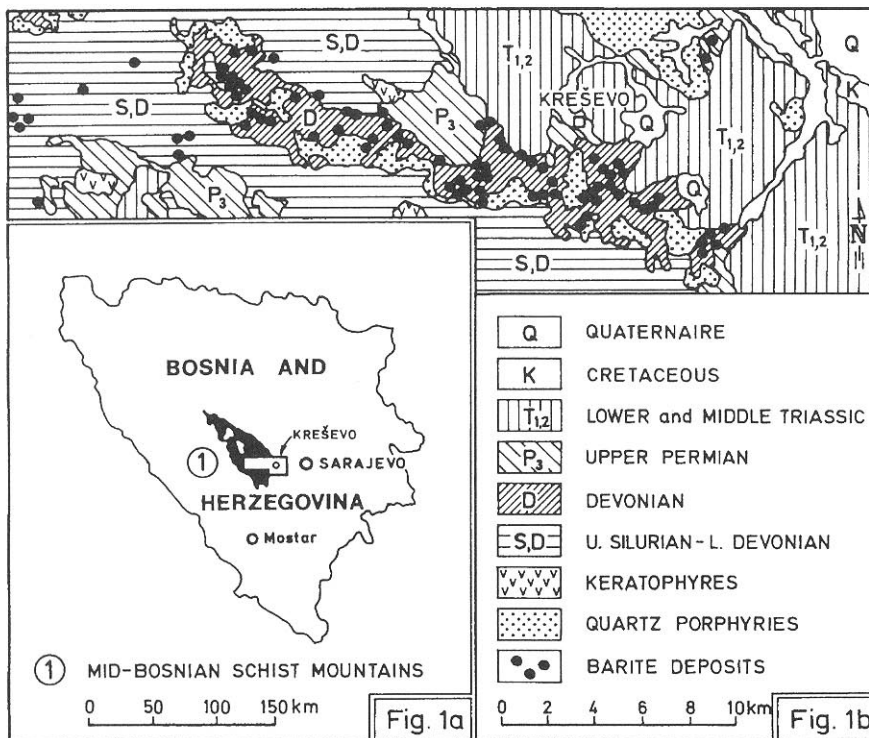 S,D
T1,2
Q
K
KREŠEVO
V
D
P3
Q
S,D
T1,2
V V V
P3
Q
N
S,D
T1,2
BOSNIA AND
KREŠEVO
1
SARAJEVO
HERZEGOVINA
Mostar
1 MID-BOSNIAN SCHIST MOUNTAINS
0 50 100 150 km
Fig. 1a
Q QUATERNAIRE
K CRETACEOUS
T1,2 LOWER and MIDDLE TRIASSIC
P3 UPPER PERMIAN
D DEVONIAN
S,D U. SILURIAN - L. DEVONIAN
KERATOPHYRES
QUARTZ PORPHYRIES
BARITE DEPOSITS
0 2 4 6 8 10 km
Fig. 1b